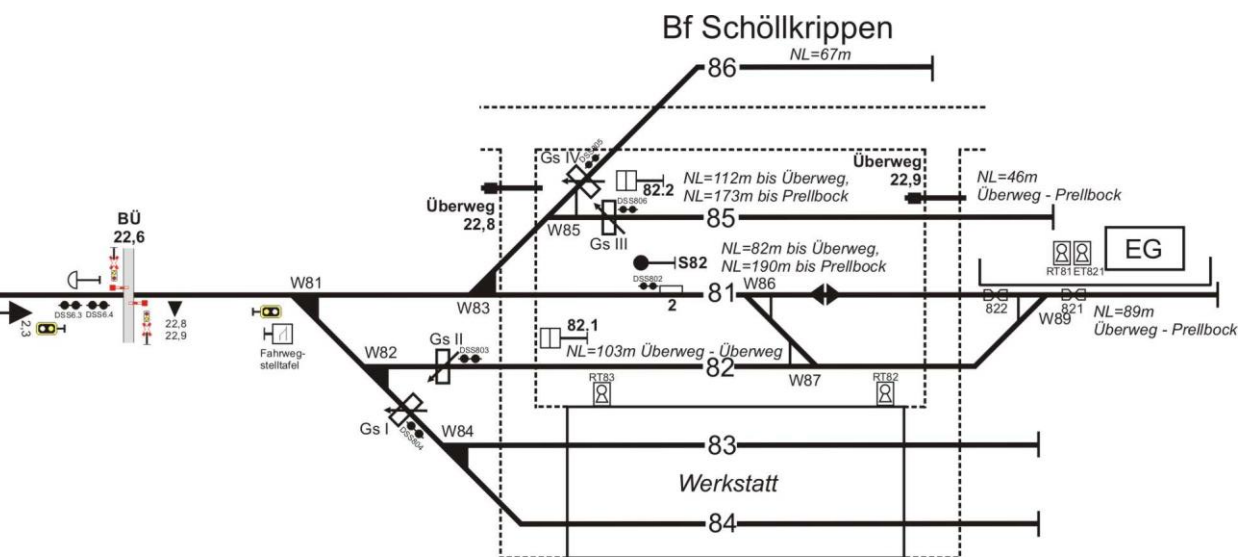 Bf Schöllkrippen
NL=67m
86
Gs IV
DSS805
82.2
NL=112m bis Überweg,
NL=173m bis Prellbock
Überweg
22,9
NL=46m
Überweg - Prellbock
Überweg
22,8
DSS806
85
W85
Gs III
BÜ
22,6
S82
NL=82m bis Überweg,
NL=190m bis Prellbock
RT81
ET821
EG
W81
DSS802
W86
81
2
W83
822
821
W89
NL=89m
Überweg - Prellbock
2,3
DSS6.3
DSS6.4
22,8
22,9
Fahrweg-
stelltafel
Gs II
DSS803
82.1
NL=103m Überweg - Überweg
W82
82
W87
RT83
RT82
Gs I
DSS804
W84
83
Werkstatt
84